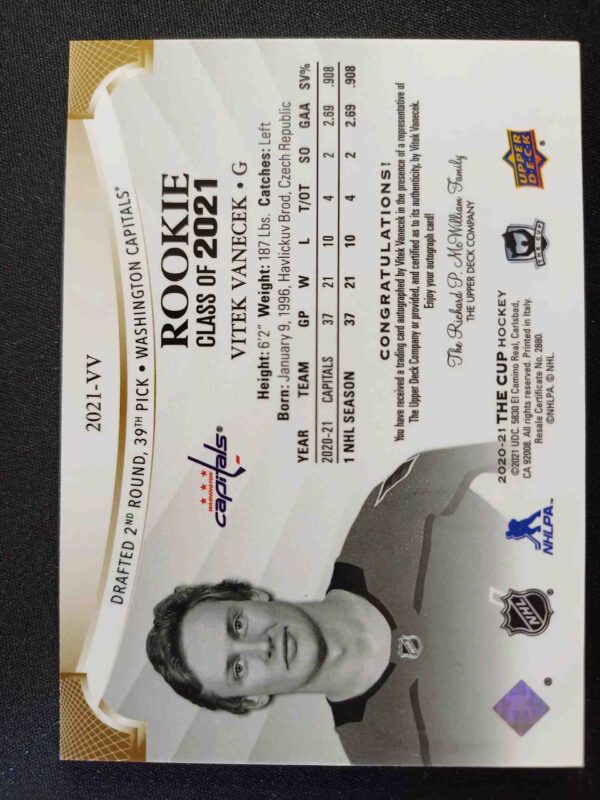 2021-VV
DRAFTED 2ND ROUND, 39TH PICK • WASHINGTON CAPITALS®
ROOKIE
CLASS OF 2021
VITEK VANECEK • G
WASHINGTON
capitals®
Height: 6'2" Weight: 187 Lbs. Catches: Left
Born: January 9, 1996, Havlickuv Brod, Czech Republic
YEAR TEAM GP W L T/OT SO GAA SV%
2020-21 CAPITALS 37 21 10 4 2 2.69 .908
1 NHL SEASON 37 21 10 4 2 2.69 .908
CONGRATULATIONS!
You have received a trading card autographed by Vitek Vanecek in the presence of a representative of
The Upper Deck Company or provided, and certified as to its authenticity, by Vitek Vanecek.
Enjoy your autograph card!
The Richard P. McWilliam Family
THE UPPER DECK COMPANY
2020-21 THE CUP HOCKEY
©2021 UDC. 5830 El Camino Real, Carlsbad,
CA 92008. All rights reserved. Printed in Italy.
Resale Certificate No. 2880.
©NHLPA. © NHL.
UPPER
DECK
NHLPA
NHL
®